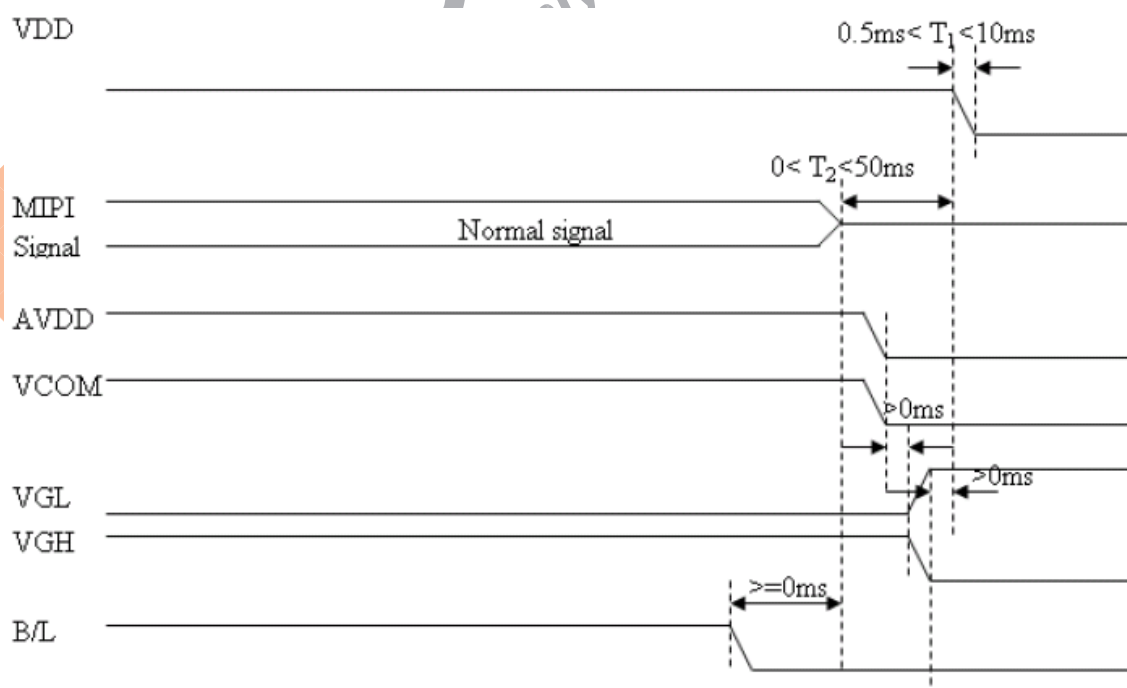 VDD
0.5ms< T1 <10ms
0< T2 <50ms
MIPI
Signal
Normal signal
AVDD
VCOM
>0ms
VGL
>0ms
VGH
>=0ms
B/L